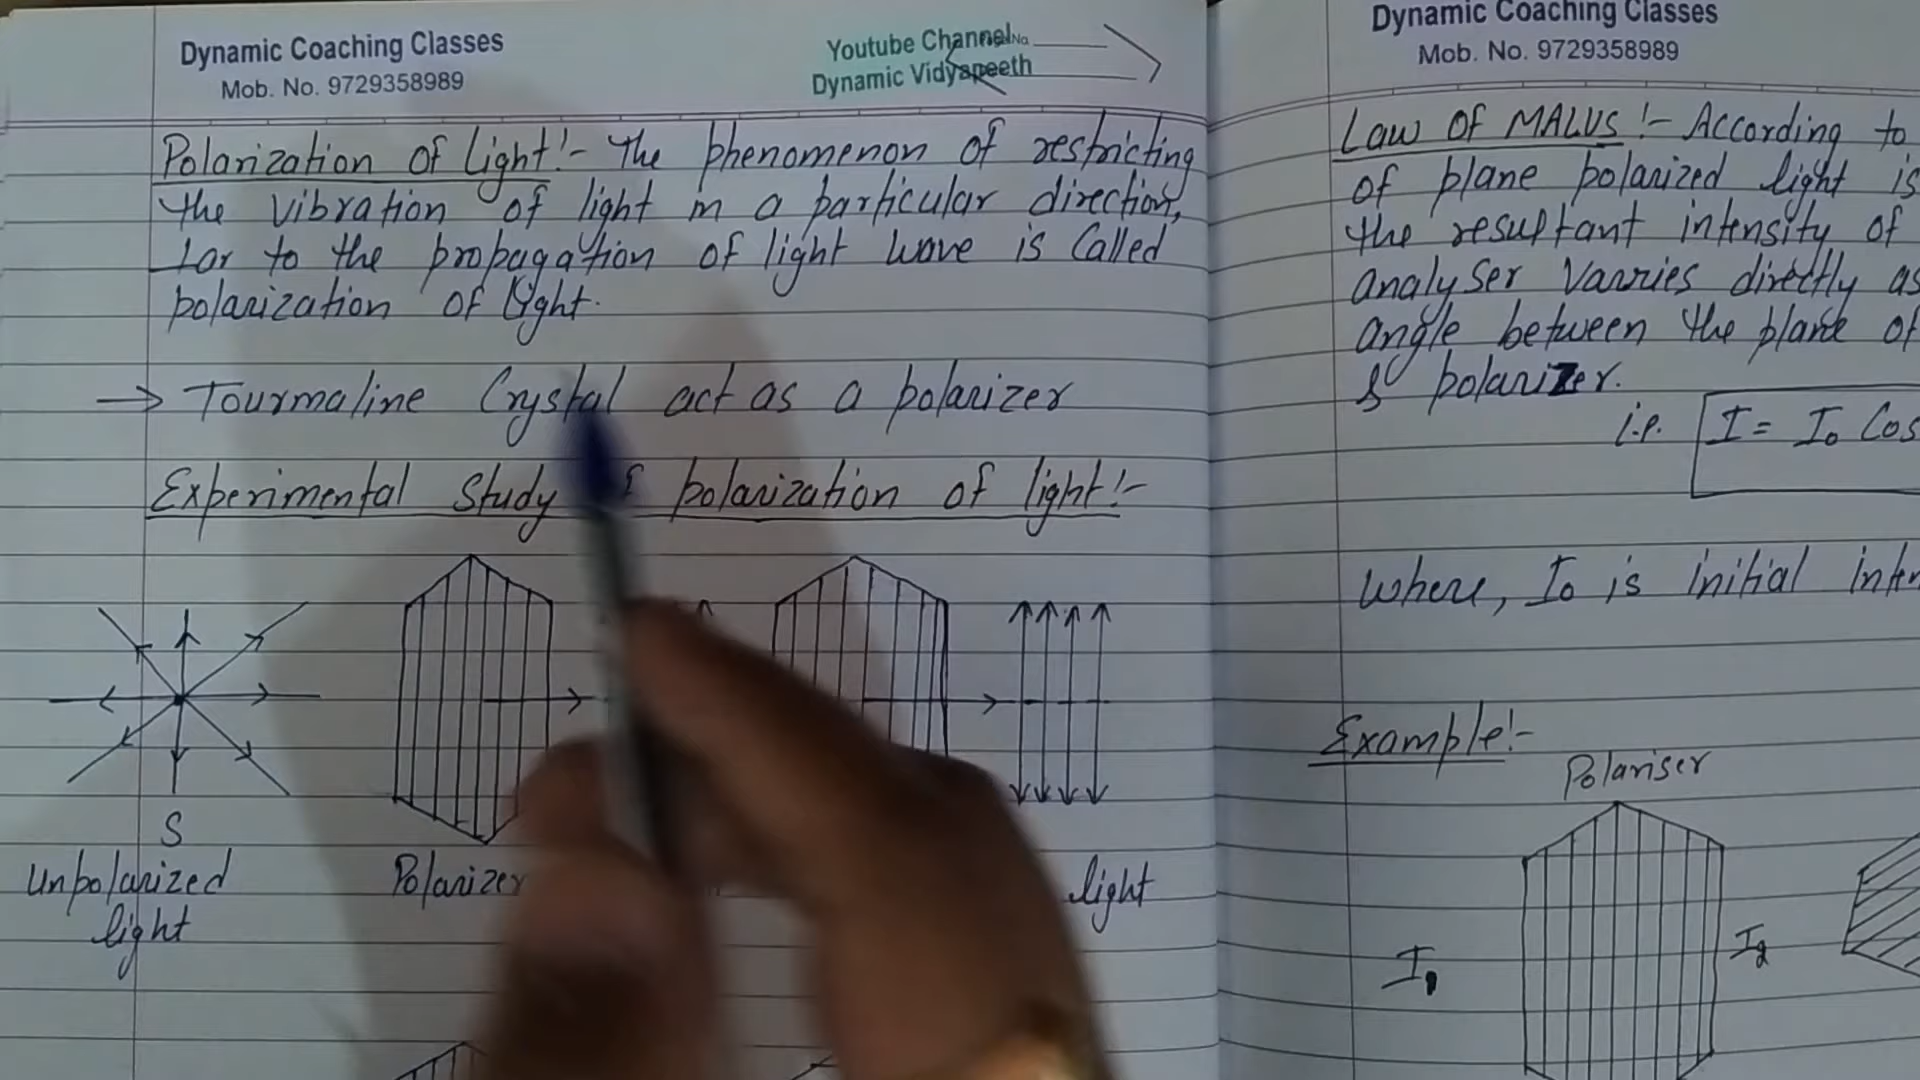 Dynamic Coaching Classes
Mob. No. 9729358989
Youtube Channel
Dynamic Vidyapeeth
Polarization of Light :- The phenomenon of restricting
the vibration of light in a particular direction,
⊥ar to the propagation of light wave is Called
polarization of light.
→ Tourmaline Crystal act as a polarizer
Experimental Study polarization of light :-
S
Unpolarized
light
Polarizer
light
Dynamic Coaching Classes
Mob. No. 9729358989
Law of MALUS :- According to
of plane polarized light is
the resultant intensity of
analyser Varries directly as
angle between the plane of
& polarizer.
i.e. I = I₀ Cos
Where, I₀ is initial
Example :-
Polariser
I₁
I₂